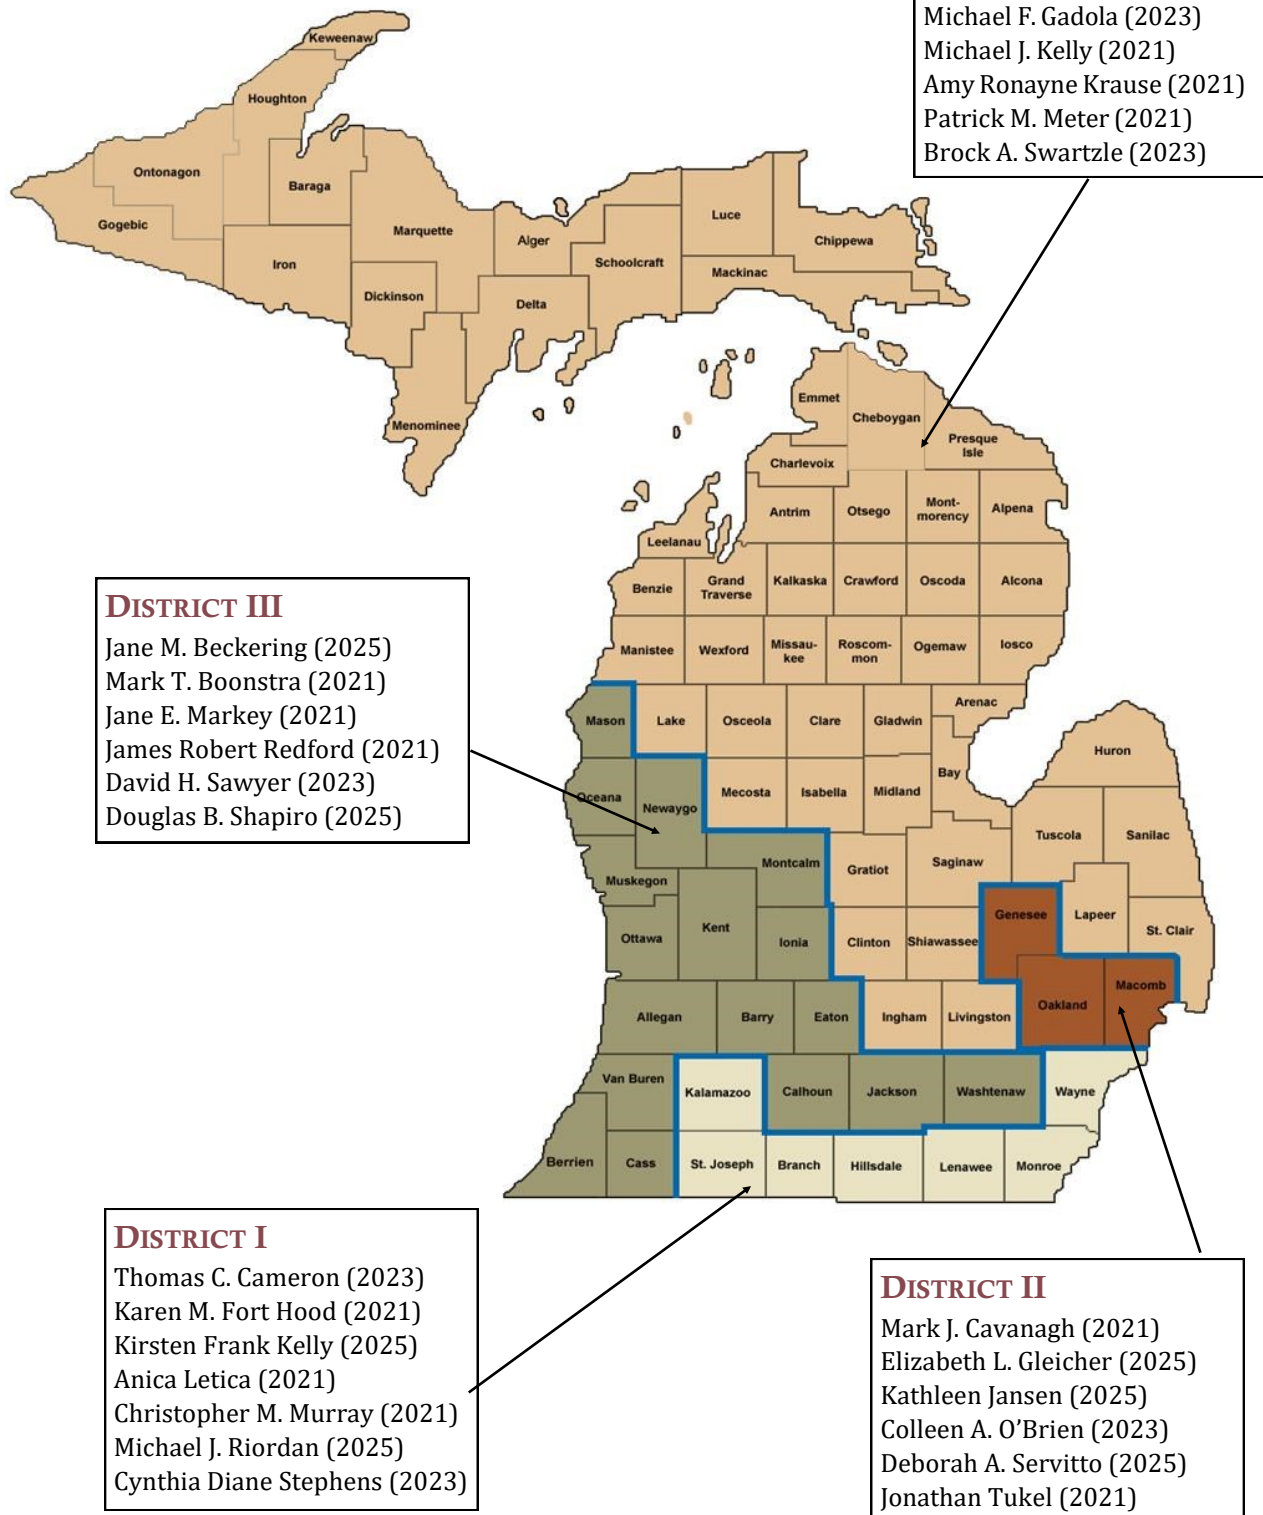 Michael F. Gadola (2023)
Michael J. Kelly (2021)
Amy Ronayne Krause (2021)
Patrick M. Meter (2021)
Brock A. Swartzle (2023)
Keweenaw
Houghton
Ontonagon
Baraga
Gogebic
Marquette
Iron
Dickinson
Menominee
Alger
Delta
Schoolcraft
Luce
Chippewa
Mackinac
Emmet
Cheboygan
Presque
Isle
Charlevoix
Antrim
Otsego
Mont-
morency
Alpena
Leelanau
Benzie
Grand
Traverse
Kalkaska
Crawford
Oscoda
Alcona
Manistee
Wexford
Missau-
kee
Roscom-
mon
Ogemaw
Iosco
Mason
Lake
Osceola
Clare
Gladwin
Arenac
Huron
Oceana
Newaygo
Mecosta
Isabella
Midland
Bay
Tuscola
Sanilac
Muskegon
Montcalm
Gratiot
Saginaw
Genesee
Lapeer
St. Clair
Ottawa
Kent
Ionia
Clinton
Shiawassee
Allegan
Barry
Eaton
Ingham
Livingston
Oakland
Macomb
Van Buren
Kalamazoo
Calhoun
Jackson
Washtenaw
Wayne
Berrien
Cass
St. Joseph
Branch
Hillsdale
Lenawee
Monroe
DISTRICT III
Jane M. Beckering (2025)
Mark T. Boonstra (2021)
Jane E. Markey (2021)
James Robert Redford (2021)
David H. Sawyer (2023)
Douglas B. Shapiro (2025)
DISTRICT I
Thomas C. Cameron (2023)
Karen M. Fort Hood (2021)
Kirsten Frank Kelly (2025)
Anica Letica (2021)
Christopher M. Murray (2021)
Michael J. Riordan (2025)
Cynthia Diane Stephens (2023)
DISTRICT II
Mark J. Cavanagh (2021)
Elizabeth L. Gleicher (2025)
Kathleen Jansen (2025)
Colleen A. O’Brien (2023)
Deborah A. Servitto (2025)
Jonathan Tukel (2021)